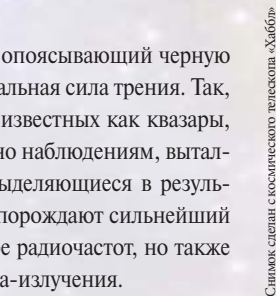 опоясывающий черную
альная сила трения. Так,
известных как квазары,
но наблюдениям, вытал-
ыделяющиеся в резуль-
порождают сильнейший
е радиочастот, но также
а-излучения.
Снимок сделан с космического телескопа «Хаббл»